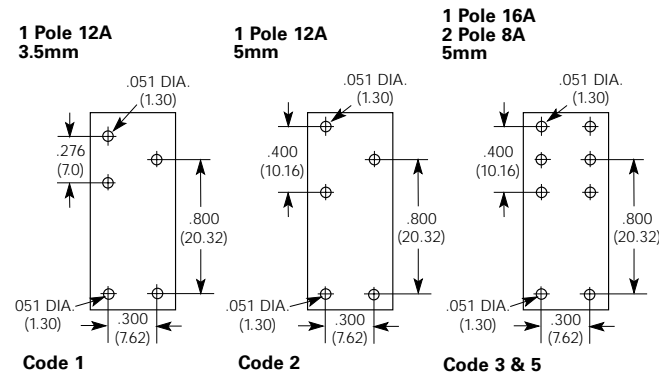 1 Pole 12A
3.5mm
.051 DIA.
(1.30)
.276
(7.0)
.800
(20.32)
051 DIA.
(1.30)
.300
(7.62)
Code 1
1 Pole 12A
5mm
.051 DIA.
(1.30)
.400
(10.16)
.800
(20.32)
.051 DIA.
(1.30)
.300
(7.62)
Code 2
1 Pole 16A
2 Pole 8A
5mm
.051 DIA.
(1.30)
.400
(10.16)
.800
(20.32)
.051 DIA.
(1.30)
.300
(7.62)
Code 3 & 5